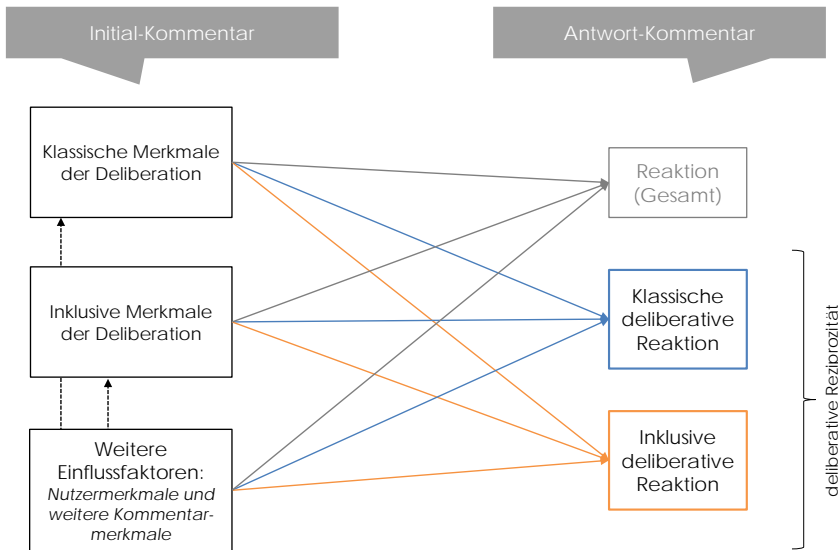 Initial-Kommentar
Antwort-Kommentar
Klassische Merkmale
der Deliberation
Reaktion
(Gesamt)
Inklusive Merkmale
der Deliberation
Klassische
deliberative
Reaktion
Weitere
Einflussfaktoren:
Nutzermerkmale und
weitere Kommentar-
merkmale
Inklusive
deliberative
Reaktion
deliberative Reziprozität